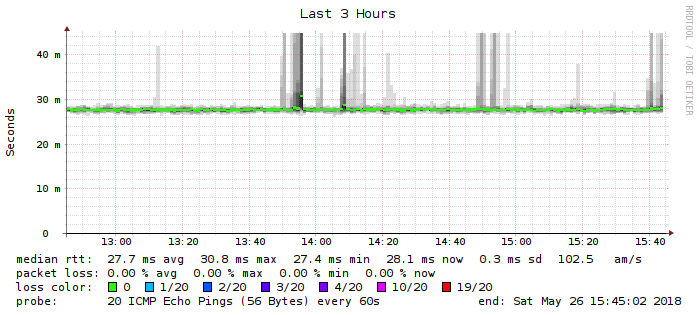 Last 3 Hours
RRDTOOL / TOBI OETIKER
Seconds
40 m
30 m
20 m
10 m
0
13:00 13:20 13:40 14:00 14:20 14:40 15:00 15:20 15:40
median rtt: 27.7 ms avg 30.8 ms max 27.4 ms min 28.1 ms now 0.3 ms sd 102.5 am/s
packet loss: 0.00 % avg 0.00 % max 0.00 % min 0.00 % now
loss color: 0 1/20 2/20 3/20 4/20 10/20 19/20
probe: 20 ICMP Echo Pings (56 Bytes) every 60s end: Sat May 26 15:45:02 2018